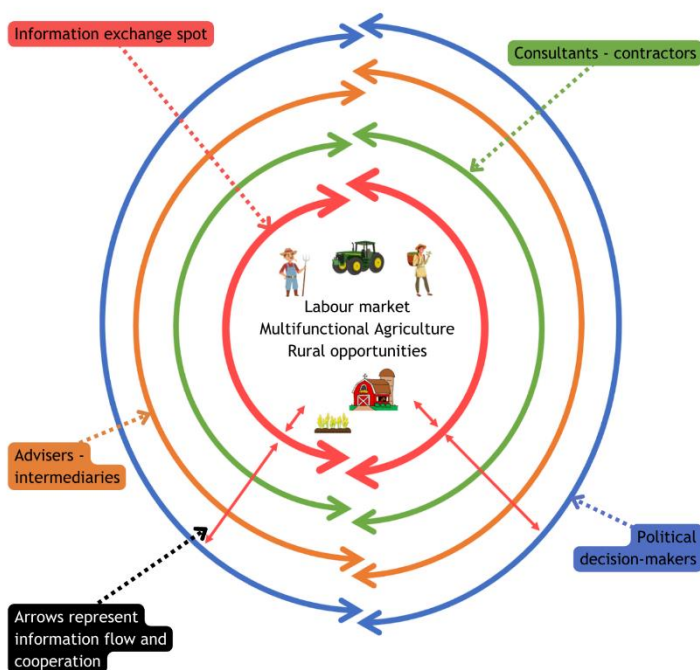 Information exchange spot
Consultants - contractors
Labour market
Multifunctional Agriculture
Rural opportunities
Advisers -
intermediaries
Political
decision-makers
Arrows represent
information flow and
cooperation